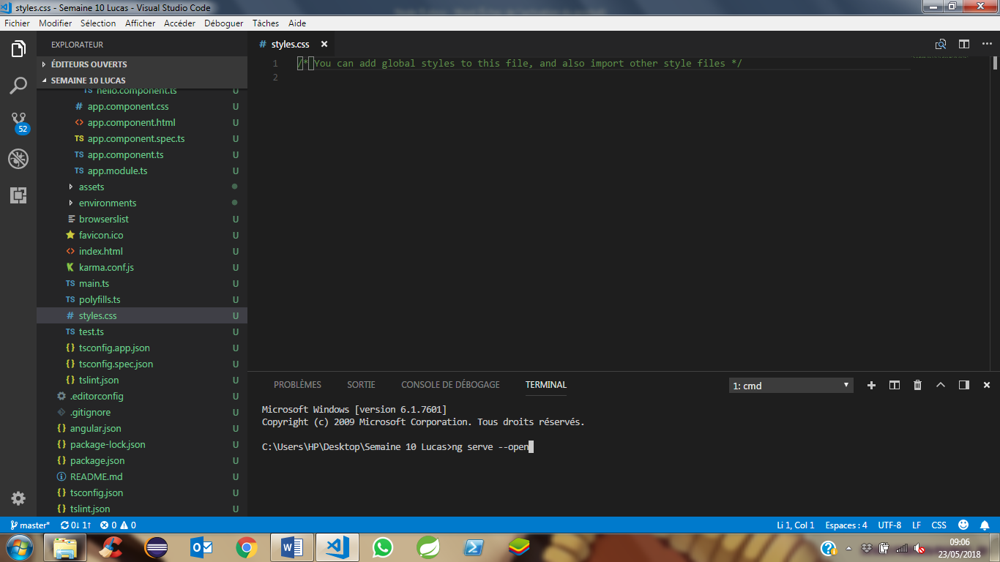 styles.css - Semaine 10 Lucas - Visual Studio Code
Fichier Modifier Sélection Afficher Accéder Déboguer Tâches Aide
EXPLORATEUR
ÉDITEURS OUVERTS
SEMAINE 10 LUCAS
TS hello.component.ts U
# app.component.css U
<> app.component.html U
TS app.component.spec.ts U
TS app.component.ts U
TS app.module.ts U
assets
environments
browserslist U
favicon.ico U
<> index.html U
K karma.conf.js U
TS main.ts U
TS polyfills.ts U
# styles.css U
TS test.ts U
{} tsconfig.app.json U
{} tsconfig.spec.json U
{} tslint.json U
.editorconfig U
.gitignore U
{} angular.json U
{} package-lock.json U
{} package.json U
README.md U
{} tsconfig.json U
{} tslint.json U
52
# styles.css
1 /* You can add global styles to this file, and also import other style files */
2
PROBLÈMES SORTIE CONSOLE DE DÉBOGAGE TERMINAL
1: cmd
Microsoft Windows [version 6.1.7601]
Copyright (c) 2009 Microsoft Corporation. Tous droits réservés.
C:\Users\HP\Desktop\Semaine 10 Lucas>ng serve --open
master* 0↓ 1↑ 0 0
Li 1, Col 1 Espaces : 4 UTF-8 LF CSS
09:06
23/05/2018